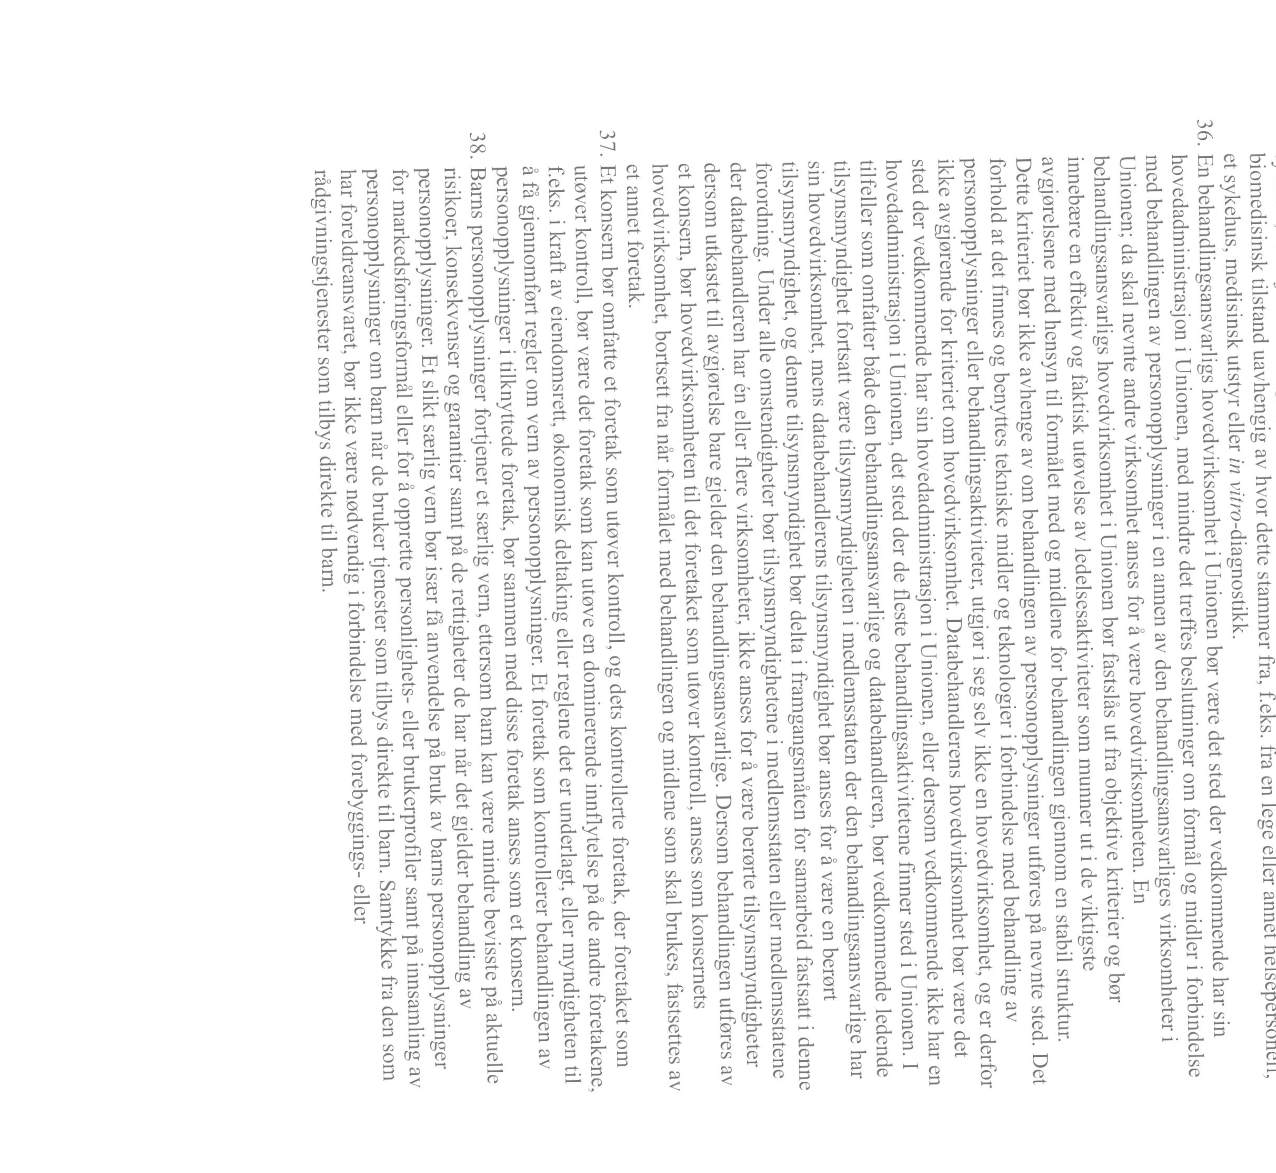 biomedisinsk tilstand uavhengig av hvor dette stammer fra, f.eks. fra en lege eller annet helsepersonell,
et sykehus, medisinsk utstyr eller in vitro-diagnostikk.
36. En behandlingsansvarligs hovedvirksomhet i Unionen bør være det sted der vedkommende har sin
hovedadministrasjon i Unionen, med mindre det treffes beslutninger om formål og midler i forbindelse
med behandlingen av personopplysninger i en annen av den behandlingsansvarliges virksomheter i
Unionen; da skal nevnte andre virksomhet anses for å være hovedvirksomheten. En
behandlingsansvarligs hovedvirksomhet i Unionen bør fastslås ut fra objektive kriterier og bør
innebære en effektiv og faktisk utøvelse av ledelsesaktiviteter som munner ut i de viktigste
avgjørelsene med hensyn til formålet med og midlene for behandlingen gjennom en stabil struktur.
Dette kriteriet bør ikke avhenge av om behandlingen av personopplysninger utføres på nevnte sted. Det
forhold at det finnes og benyttes tekniske midler og teknologier i forbindelse med behandling av
personopplysninger eller behandlingsaktiviteter, utgjør i seg selv ikke en hovedvirksomhet, og er derfor
ikke avgjørende for kriteriet om hovedvirksomhet. Databehandlerens hovedvirksomhet bør være det
sted der vedkommende har sin hovedadministrasjon i Unionen, eller dersom vedkommende ikke har en
hovedadministrasjon i Unionen, det sted der de fleste behandlingsaktivitetene finner sted i Unionen. I
tilfeller som omfatter både den behandlingsansvarlige og databehandleren, bør vedkommende ledende
tilsynsmyndighet fortsatt være tilsynsmyndigheten i medlemsstaten der den behandlingsansvarlige har
sin hovedvirksomhet, mens databehandlerens tilsynsmyndighet bør anses for å være en berørt
tilsynsmyndighet, og denne tilsynsmyndighet bør delta i framgangsmåten for samarbeid fastsatt i denne
forordning. Under alle omstendigheter bør tilsynsmyndighetene i medlemsstaten eller medlemsstatene
der databehandleren har én eller flere virksomheter, ikke anses for å være berørte tilsynsmyndigheter
dersom utkastet til avgjørelse bare gjelder den behandlingsansvarlige. Dersom behandlingen utføres av
et konsern, bør hovedvirksomheten til det foretaket som utøver kontroll, anses som konsernets
hovedvirksomhet, bortsett fra når formålet med behandlingen og midlene som skal brukes, fastsettes av
et annet foretak.
37. Et konsern bør omfatte et foretak som utøver kontroll, og dets kontrollerte foretak, der foretaket som
utøver kontroll, bør være det foretak som kan utøve en dominerende innflytelse på de andre foretakene,
f.eks. i kraft av eiendomsrett, økonomisk deltaking eller reglene det er underlagt, eller myndigheten til
å få gjennomført regler om vern av personopplysninger. Et foretak som kontrollerer behandlingen av
personopplysninger i tilknyttede foretak, bør sammen med disse foretak anses som et konsern.
38. Barns personopplysninger fortjener et særlig vern, ettersom barn kan være mindre bevisste på aktuelle
risikoer, konsekvenser og garantier samt på de rettigheter de har når det gjelder behandling av
personopplysninger. Et slikt særlig vern bør især få anvendelse på bruk av barns personopplysninger
for markedsføringsformål eller for å opprette personlighets- eller brukerprofiler samt på innsamling av
personopplysninger om barn når de bruker tjenester som tilbys direkte til barn. Samtykke fra den som
har foreldreansvaret, bør ikke være nødvendig i forbindelse med forebyggings- eller
rådgivningstjenester som tilbys direkte til barn.